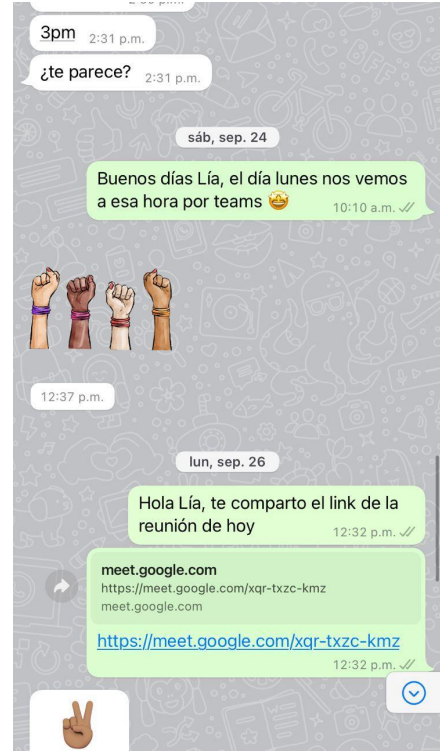 3pm 2:31 p.m.
¿te parece? 2:31 p.m.
sáb, sep. 24
Buenos días Lía, el día lunes nos vemos
a esa hora por teams 🤩
10:10 a.m.
12:37 p.m.
lun, sep. 26
Hola Lía, te comparto el link de la
reunión de hoy
12:32 p.m.
meet.google.com
https://meet.google.com/xqr-txzc-kmz
meet.google.com
https://meet.google.com/xqr-txzc-kmz
12:32 p.m.